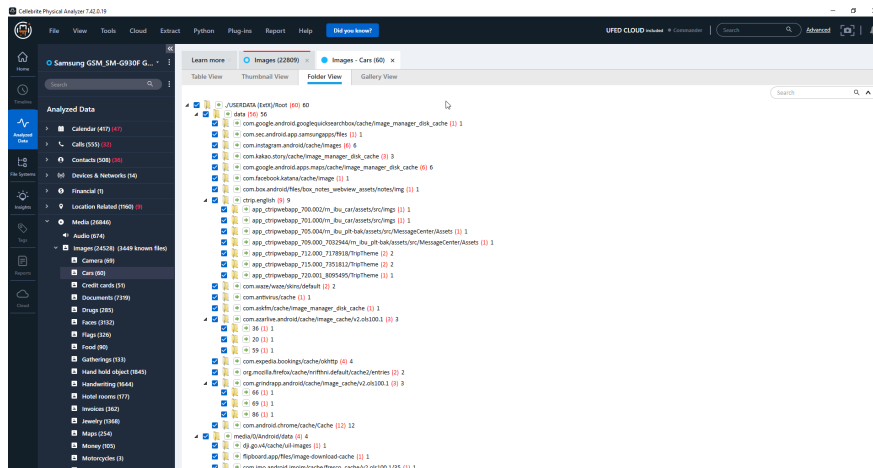 Cellebrite Physical Analyzer 7.42.0.19
File View Tools Cloud Extract Python Plug-ins Report Help Did you know? UFED CLOUD included Commander Search Advanced
Home
Timeline
Analyzed Data
File Systems
Insights
Tags
Reports
Cloud
Samsung GSM_SM-G930F G...
Search
Analyzed Data
Calendar (417) (47)
Calls (555) (32)
Contacts (508) (36)
Devices & Networks (14)
Financial (1)
Location Related (1160) (9)
Media (26846)
Audio (674)
Images (24528) (3449 known files)
Camera (69)
Cars (60)
Credit cards (51)
Documents (7319)
Drugs (285)
Faces (3132)
Flags (326)
Food (90)
Gatherings (133)
Hand held object (1845)
Handwriting (1644)
Hotel rooms (177)
Invoices (362)
Jewelry (1368)
Maps (254)
Money (105)
Motorcycles (3)
Learn more Images (22809) × Images - Cars (60) ×
Table View Thumbnail View Folder View Gallery View
Search
./USERDATA (ExtX)/Root (60) 60
data (56) 56
com.google.android.googlequicksearchbox/cache/image_manager_disk_cache (1) 1
com.sec.android.app.samsungapps/files (1) 1
com.instagram.android/cache/images (6) 6
com.kakao.story/cache/image_manager_disk_cache (3) 3
com.google.android.apps.maps/cache/image_manager_disk_cache (6) 6
com.facebook.katana/cache/image (1) 1
com.box.android/files/box_notes_webview_assets/notes/img (1) 1
ctrip.english (9) 9
app_ctripwebapp_700.002/rn_ibu_car/assets/src/imgs (1) 1
app_ctripwebapp_701.000/rn_ibu_car/assets/src/imgs (1) 1
app_ctripwebapp_705.004/rn_ibu_plt-bak/assets/src/MessageCenter/Assets (1) 1
app_ctripwebapp_709.000_7032944/rn_ibu_plt-bak/assets/src/MessageCenter/Assets (1) 1
app_ctripwebapp_712.000_7178918/TripTheme (2) 2
app_ctripwebapp_715.000_7351812/TripTheme (2) 2
app_ctripwebapp_720.001_8095495/TripTheme (1) 1
com.waze/waze/skins/default (2) 2
com.antivirus/cache (1) 1
com.askfm/cache/image_manager_disk_cache (1) 1
com.azarlive.android/cache/image_cache/v2.ols100.1 (3) 3
36 (1) 1
20 (1) 1
59 (1) 1
com.expedia.bookings/cache/okhttp (4) 4
org.mozilla.firefox/cache/nrifthni.default/cache2/entries (2) 2
com.grindrapp.android/cache/image_cache/v2.ols100.1 (3) 3
66 (1) 1
69 (1) 1
86 (1) 1
com.android.chrome/cache/Cache (12) 12
media/0/Android/data (4) 4
dji.go.v4/cache/uil-images (1) 1
flipboard.app/files/image-download-cache (1) 1